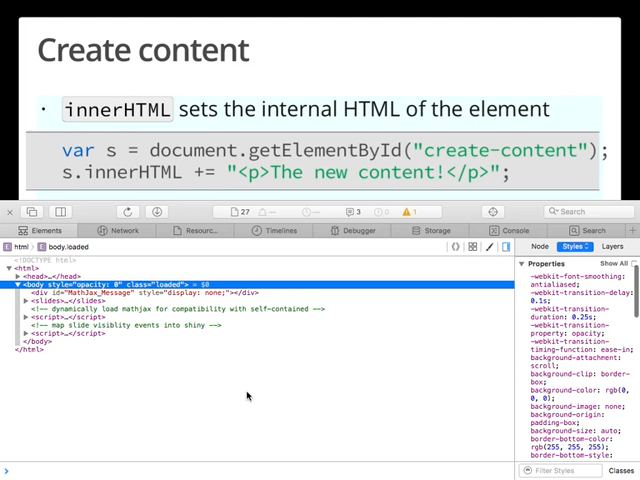 Create content
• innerHTML sets the internal HTML of the element
var s = document.getElementById("create-content");
s.innerHTML += "<p>The new content!</p>";
27 — 3 0 1 Search
Elements Network Resourc... Timelines Debugger Storage Console Search +
html body.loaded Node Styles Layers
<!DOCTYPE html>
<html>
<head>…</head>
<body style="opacity: 0" class="loaded"> = $0
<div id="MathJax_Message" style="display: none;"></div>
<slides>…</slides>
<!-- dynamically load mathjax for compatibility with self-contained -->
<script>…</script>
<!-- map slide visiblity events into shiny -->
<script>…</script>
</body>
</html>
Properties Show All
-webkit-font-smoothing:
antialiased;
-webkit-transition-delay:
0.1s;
-webkit-transition-
duration: 0.25s;
-webkit-transition-
property: opacity;
-webkit-transition-
timing-function: ease-in;
background-attachment:
scroll;
background-clip: border-
box;
background-color: rgb(0,
0, 0);
background-image: none;
background-origin:
padding-box;
background-size: auto;
border-bottom-color:
rgb(255, 255, 255);
border-bottom-style:
> Filter Styles Classes